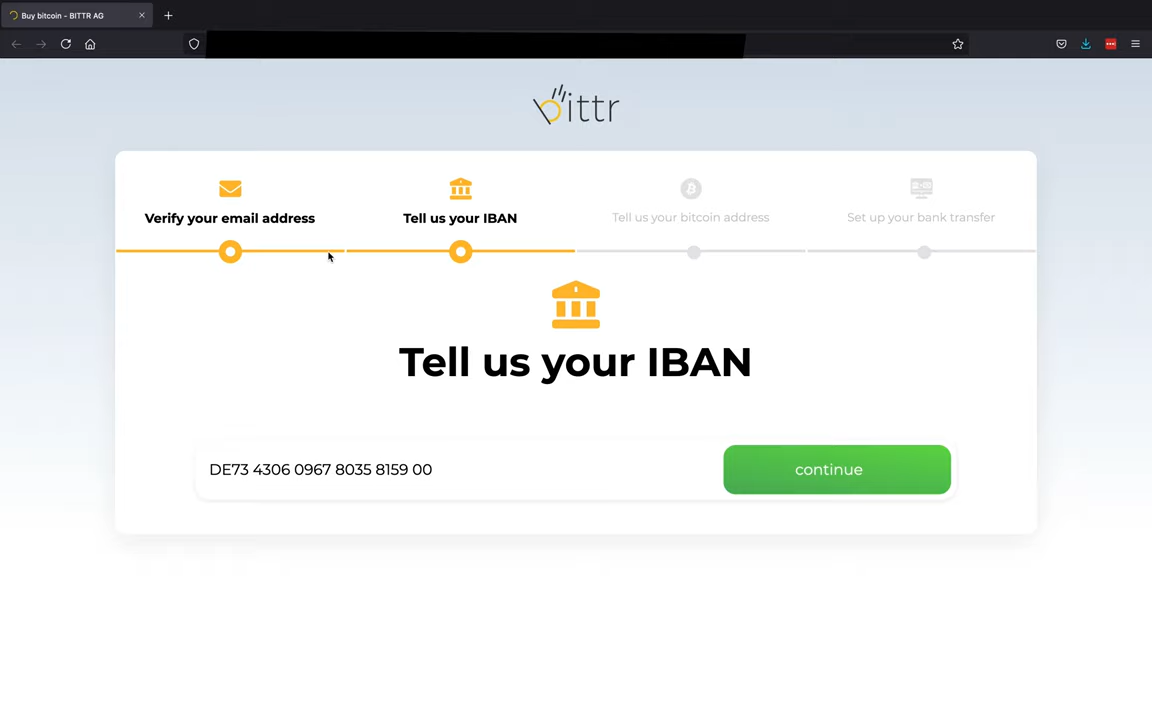 Buy bitcoin - BITTR AG
bittr
Verify your email address
Tell us your IBAN
Tell us your bitcoin address
Set up your bank transfer
Tell us your IBAN
DE73 4306 0967 8035 8159 00
continue